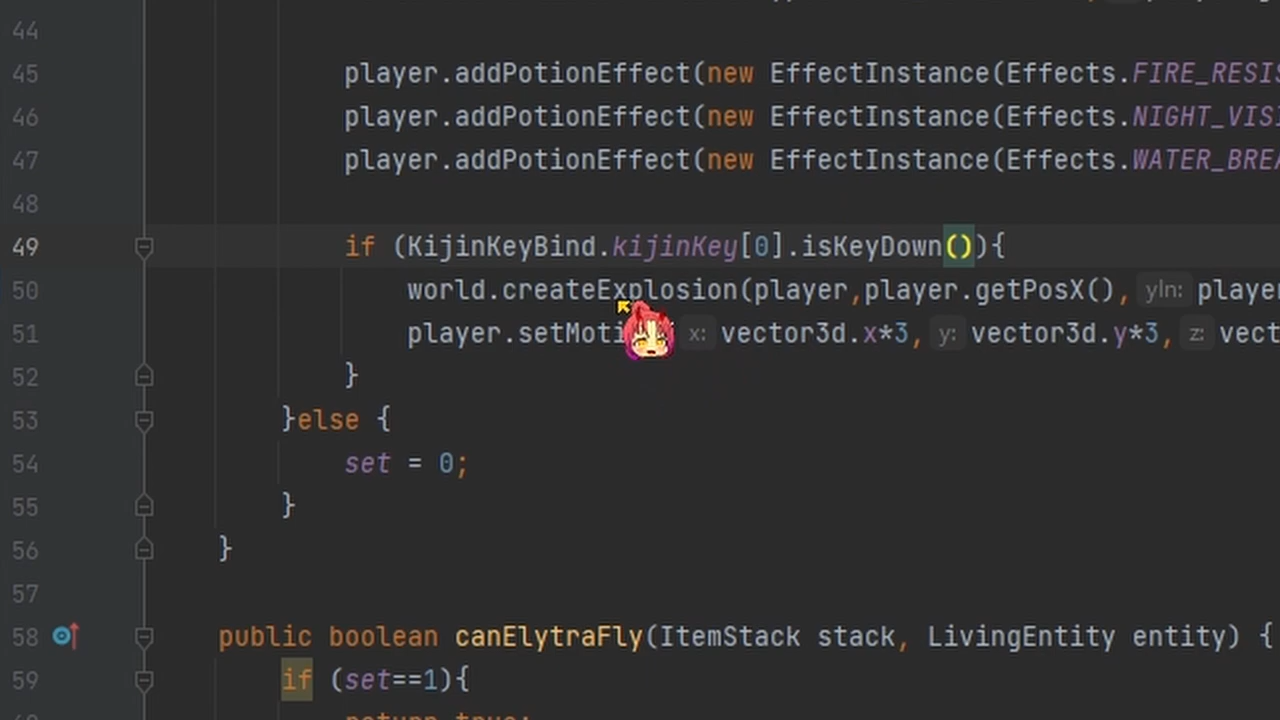 44
45 player.addPotionEffect(new EffectInstance(Effects.FIRE_RESIS
46 player.addPotionEffect(new EffectInstance(Effects.NIGHT_VIS
47 player.addPotionEffect(new EffectInstance(Effects.WATER_BREA
48
49 if (KijinKeyBind.kijinKey[0].isKeyDown()){
50 world.createExplosion(player,player.getPosX(), yIn: player
51 player.setMoti x: vector3d.x*3, y: vector3d.y*3, z: vect
52 }
53 }else {
54 set = 0;
55 }
56 }
57
58 public boolean canElytraFly(ItemStack stack, LivingEntity entity) {
59 if (set==1){
return true;